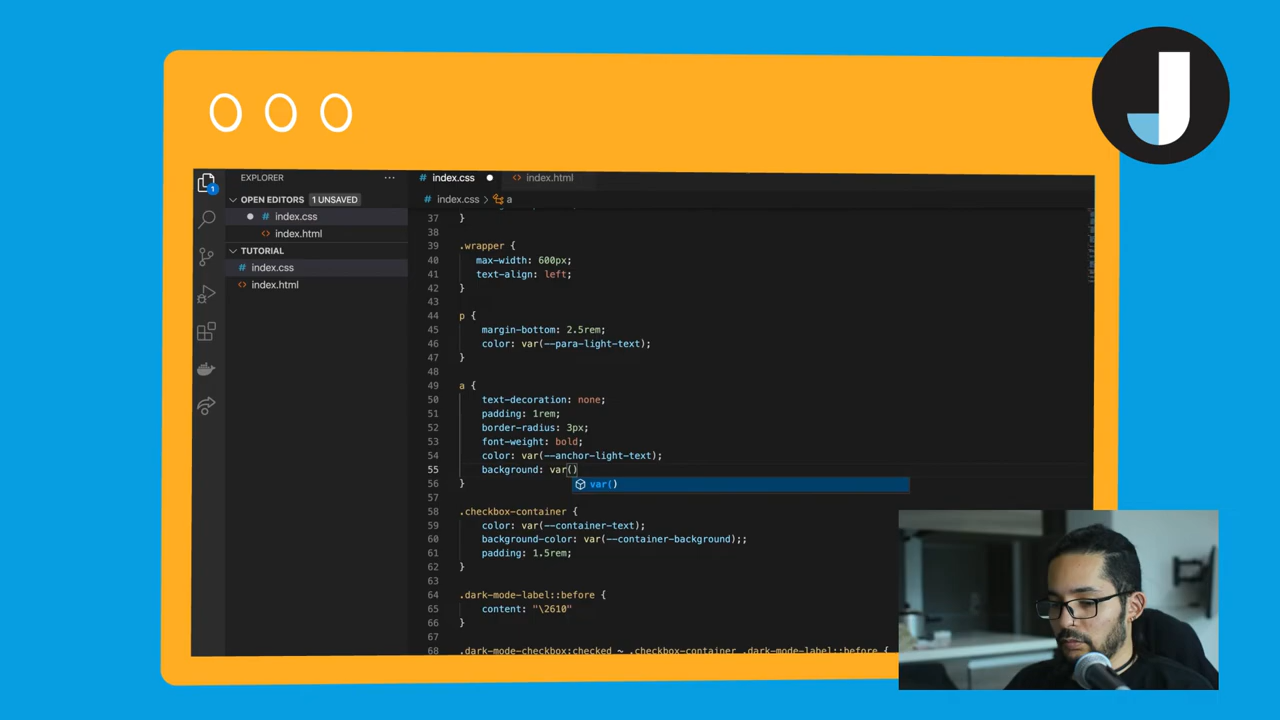 J
EXPLORER ...
# index.css
<> index.html
OPEN EDITORS 1 UNSAVED
# index.css > a
1
# index.css
<> index.html
TUTORIAL
# index.css
<> index.html
37 }
38
39 .wrapper {
40 max-width: 600px;
41 text-align: left;
42 }
43
44 p {
45 margin-bottom: 2.5rem;
46 color: var(--para-light-text);
47 }
48
49 a {
50 text-decoration: none;
51 padding: 1rem;
52 border-radius: 3px;
53 font-weight: bold;
54 color: var(--anchor-light-text);
55 background: var()
var()
56 }
57
58 .checkbox-container {
59 color: var(--container-text);
60 background-color: var(--container-background);;
61 padding: 1.5rem;
62 }
63
64 .dark-mode-label::before {
65 content: "\2610"
66 }
67
68 .dark-mode-checkbox:checked ~ .checkbox-container .dark-mode-label::before {